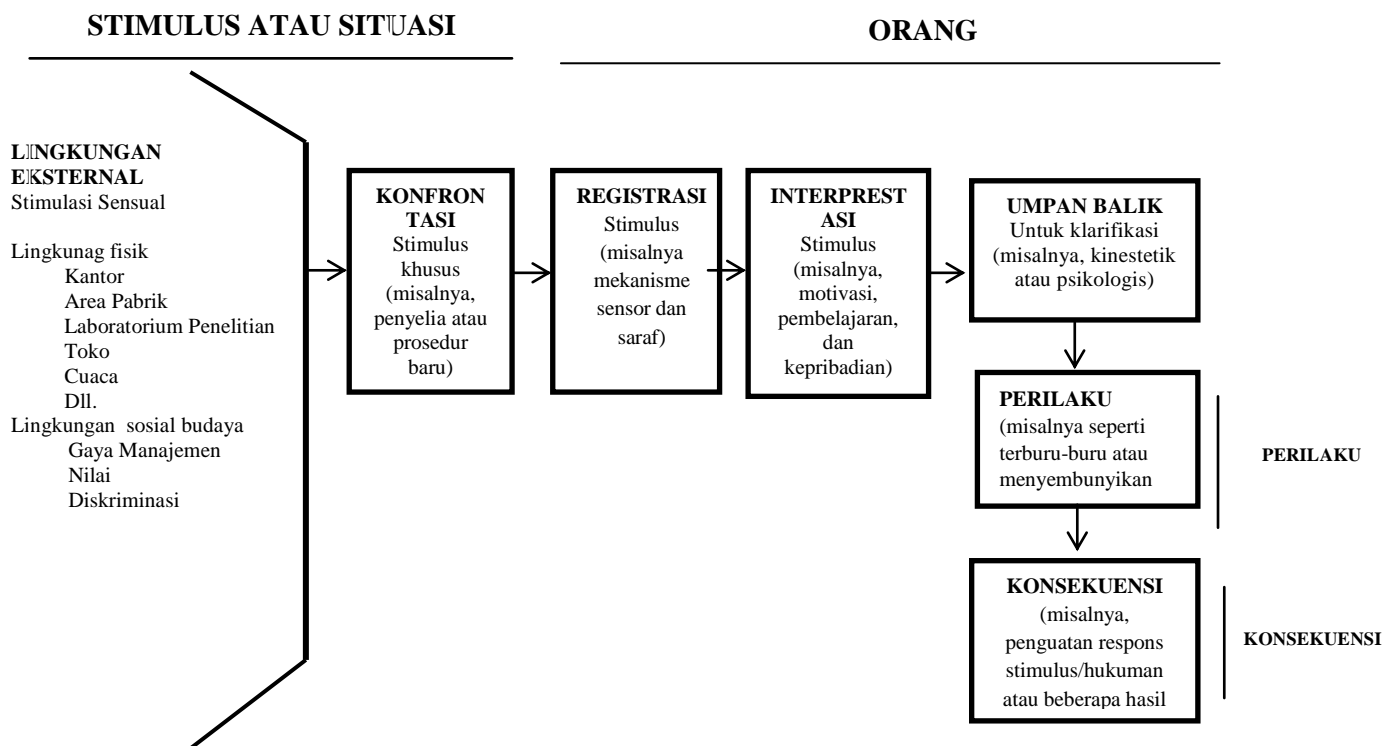 STIMULUS ATAU SITUASI
ORANG
LINGKUNGAN
EKSTERNAL
Stimulasi Sensual
Lingkunag fisik
Kantor
Area Pabrik
Laboratorium Penelitian
Toko
Cuaca
Dll.
Lingkungan sosial budaya
Gaya Manajemen
Nilai
Diskriminasi
KONFRON
TASI
Stimulus
khusus
(misalnya,
penyelia atau
prosedur
baru)
REGISTRASI
Stimulus
(misalnya
mekanisme
sensor dan
saraf)
INTERPREST
ASI
Stimulus
(misalnya,
motivasi,
pembelajaran,
dan
kepribadian)
UMPAN BALIK
Untuk klarifikasi
(misalnya, kinestetik
atau psikologis)
PERILAKU
(misalnya seperti
terburu-buru atau
menyembunyikan
PERILAKU
KONSEKUENSI
(misalnya,
penguatan respons
stimulus/hukuman
atau beberapa hasil
KONSEKUENSI